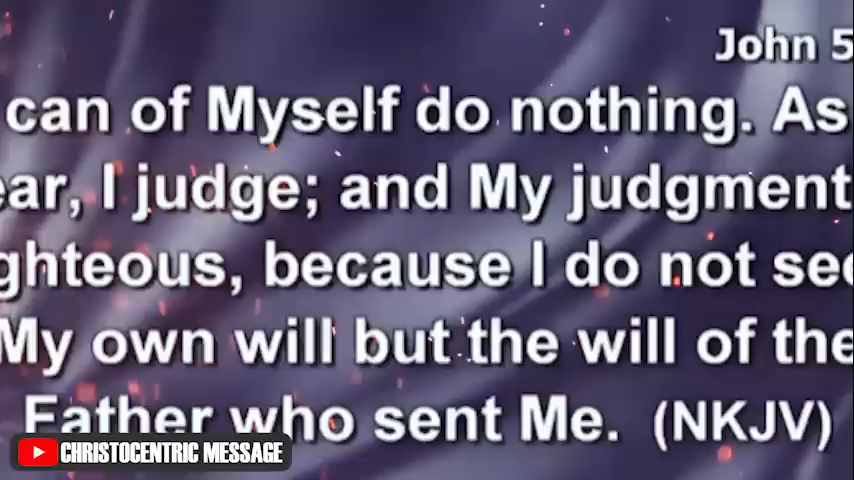 John 5
can of Myself do nothing. As
ear, I judge; and My judgment
ghteous, because I do not see
My own will but the will of the
Father who sent Me. (NKJV)
CHRISTOCENTRIC MESSAGE